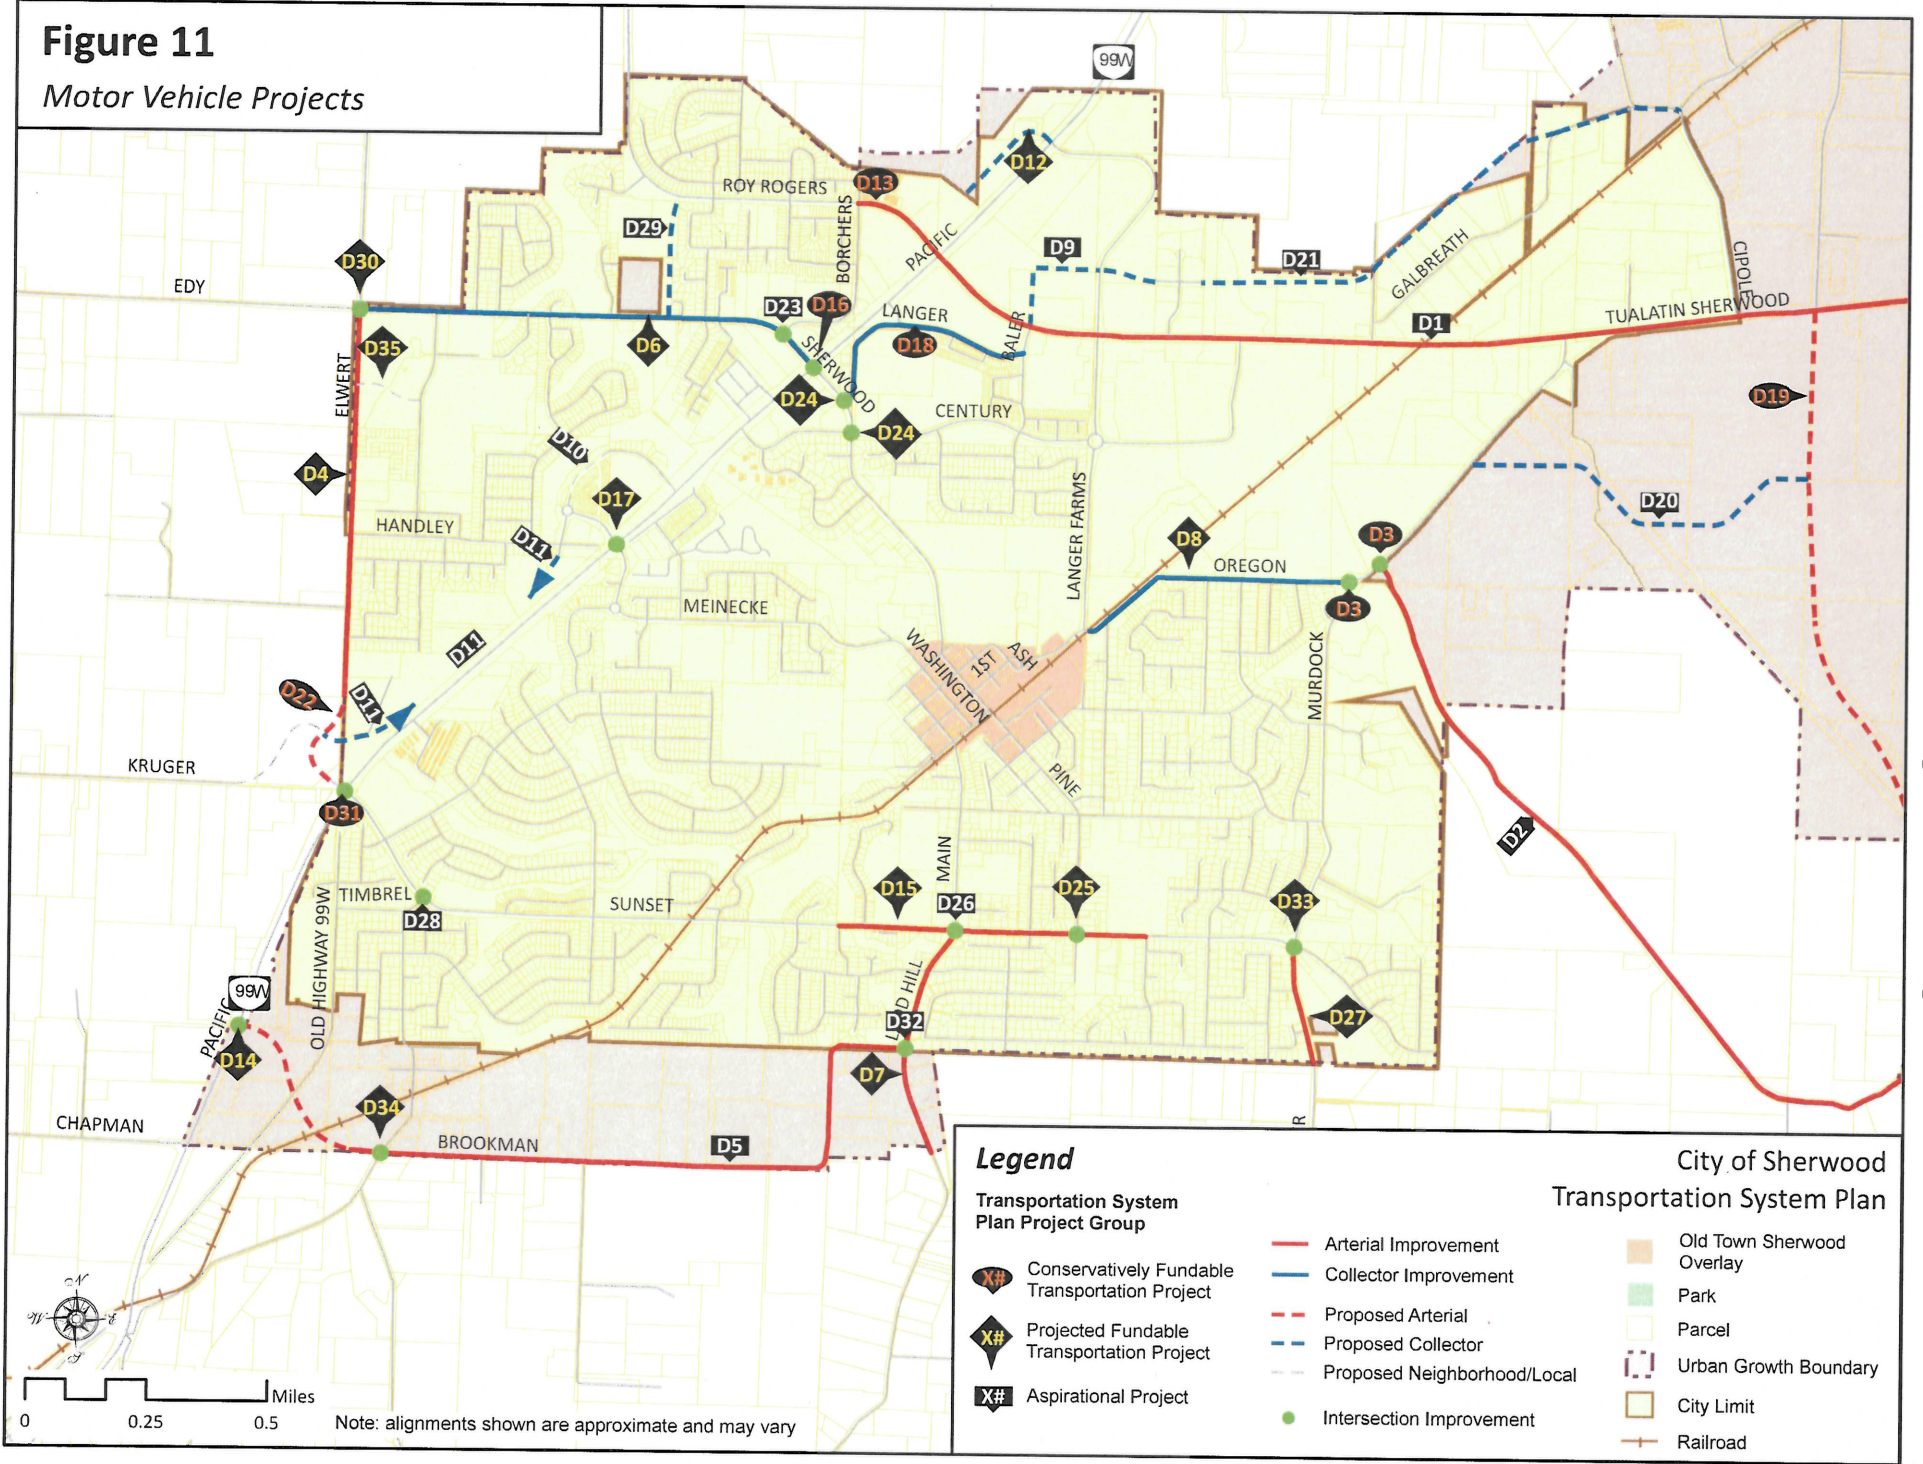 Figure 11
Motor Vehicle Projects
99W
D12
ROY ROGERS
D13
D29
BORCHERS
PACIFIC
D9
D21
GALBREATH
CIPOLE
D30
EDY
D23
D16
LANGER
TUALATIN SHERWOOD
D1
D35
D6
SHERWOOD
D18
BALER
ELWERT
D24
CENTURY
D19
D24
D10
D4
D17
D20
HANDLEY
D11
LANGER FARMS
D8
D3
OREGON
MEINECKE
D3
D11
WASHINGTON
1ST
ASH
MURDOCK
D22
D11
KRUGER
PINE
D31
D2
MAIN
TIMBREL
D28
SUNSET
D15
D26
D25
D33
OLD HIGHWAY 99W
99W
PACIFIC
D14
HILL
D32
D27
D7
D34
CHAPMAN
BROOKMAN
D5
R
Legend
Transportation System
Plan Project Group
X# Conservatively Fundable
Transportation Project
X# Projected Fundable
Transportation Project
X# Aspirational Project
Arterial Improvement
Collector Improvement
Proposed Arterial
Proposed Collector
Proposed Neighborhood/Local
Intersection Improvement
City of Sherwood
Transportation System Plan
Old Town Sherwood
Overlay
Park
Parcel
Urban Growth Boundary
City Limit
Railroad
Miles
0 0.25 0.5
Note: alignments shown are approximate and may vary